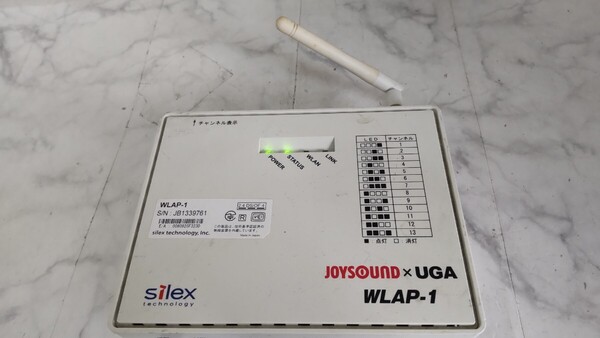 ! チャンネル表示
LED チャンネル
1
2
3
4
5
6
7
8
9
10
11
12
13
■ 点灯 □ 消灯
POWER STATUS WLAN LINK
WLAP-1
S/N : JB1339761
silex technology, inc.
JOYSOUND × UGA
WLAP-1
silex
technology